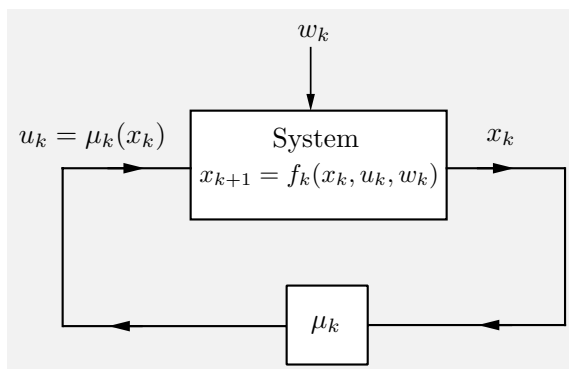 w_k
u_k = μ_k(x_k)
System
x_k
x_{k+1} = f_k(x_k, u_k, w_k)
μ_k